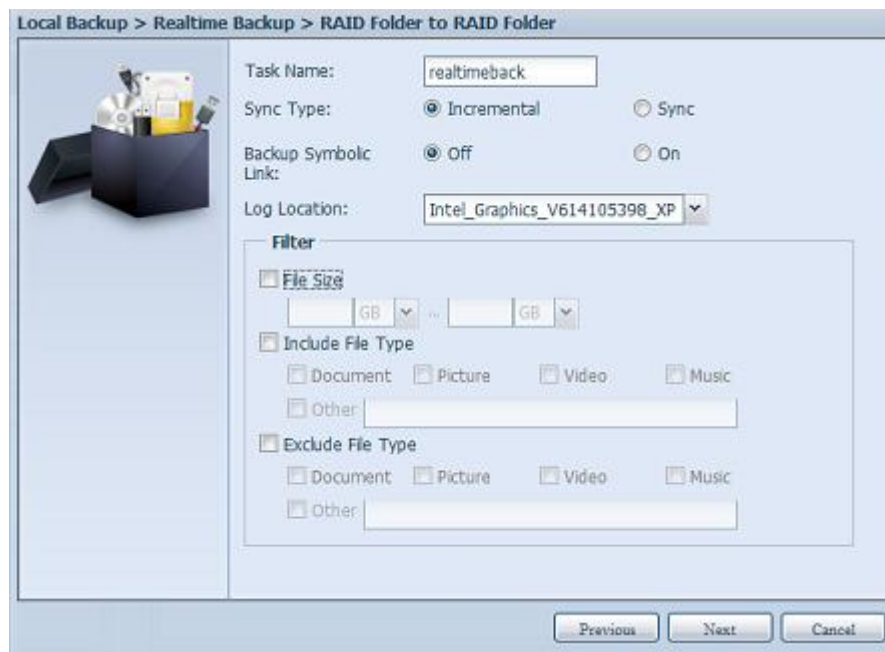 Local Backup > Realtime Backup > RAID Folder to RAID Folder
Task Name: realtimeback
Sync Type: Incremental Sync
Backup Symbolic Link: Off On
Log Location: Intel_Graphics_V614105398_XP
Filter
File Size
GB ... GB
Include File Type
Document Picture Video Music
Other
Exclude File Type
Document Picture Video Music
Other
Previous Next Cancel